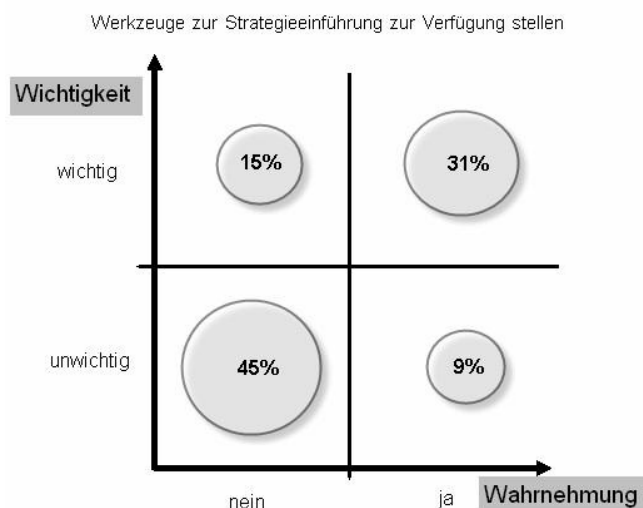 Werkzeuge zur Strategieeinführung zur Verfügung stellen
Wichtigkeit
wichtig
15%
31%
unwichtig
45%
9%
nein
ja
Wahrnehmung